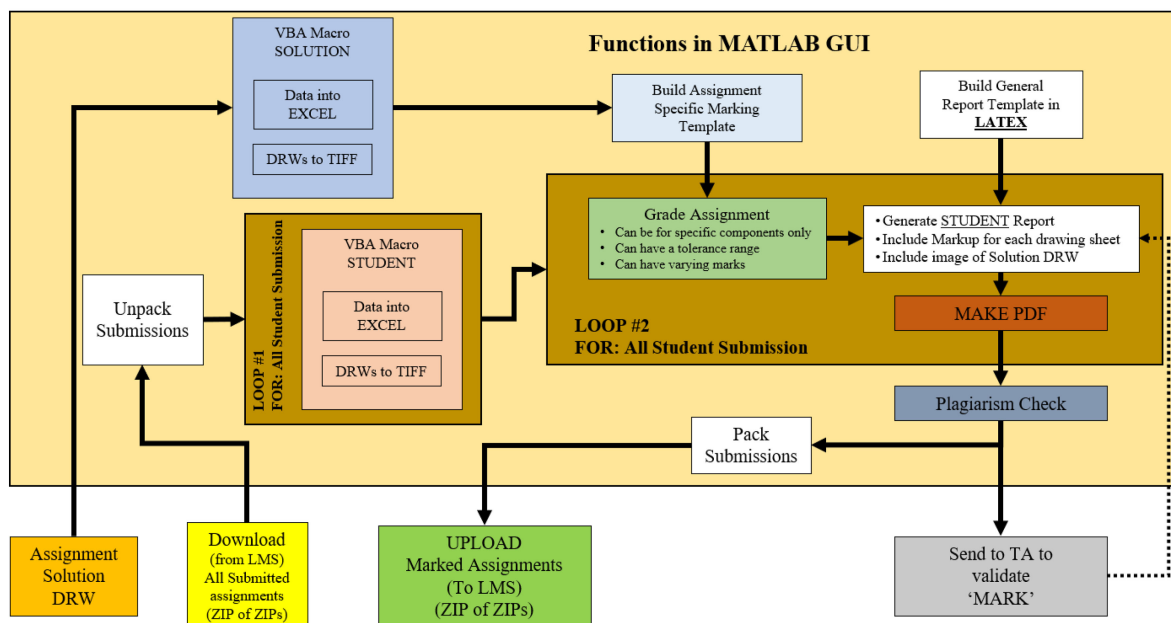 Functions in MATLAB GUI
VBA Macro
SOLUTION
Data into
EXCEL
DRWs to TIFF
Build Assignment
Specific Marking
Template
Build General
Report Template in
LATEX
Unpack
Submissions
LOOP #1
FOR: All Student Submission
VBA Macro
STUDENT
Data into
EXCEL
DRWs to TIFF
Grade Assignment
• Can be for specific components only
• Can have a tolerance range
• Can have varying marks
• Generate STUDENT Report
• Include Markup for each drawing sheet
• Include image of Solution DRW
MAKE PDF
LOOP #2
FOR: All Student Submission
Plagiarism Check
Pack
Submissions
Assignment
Solution
DRW
Download
(from LMS)
All Submitted
assignments
(ZIP of ZIPs)
UPLOAD
Marked Assignments
(To LMS)
(ZIP of ZIPs)
Send to TA to
validate
‘MARK’